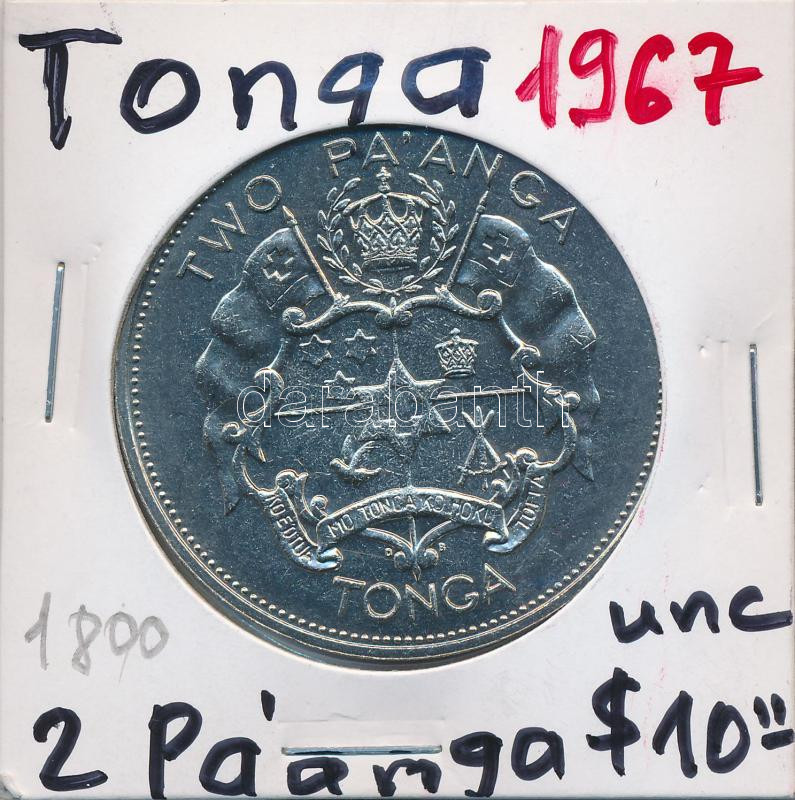 Tonga 1967
TWO PA'ANGA
darabanth
KO E OTUA
MO TONGA KO HOKU
TOFI'A
D B
TONGA
1800
unc
2 Pa'anga $10"